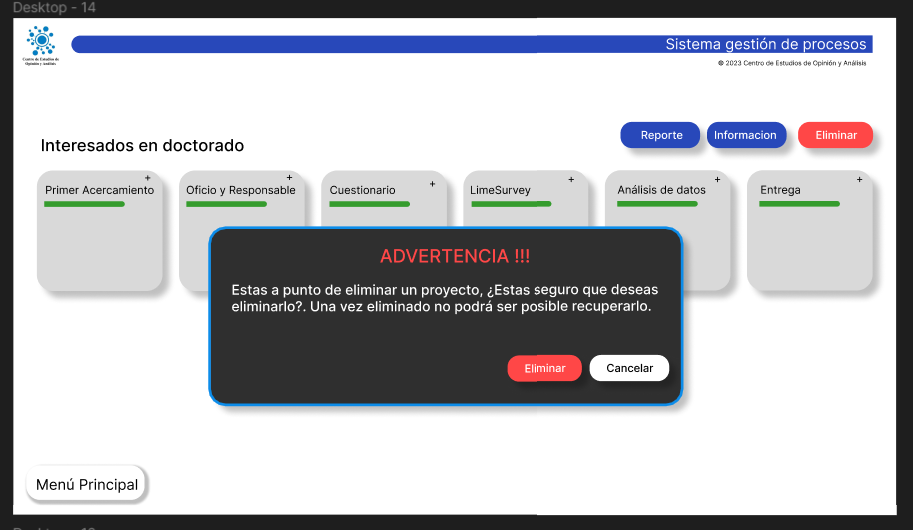 Desktop - 14
Centro de Estudios de
Opinión y Análisis
Sistema gestión de procesos
© 2023 Centro de Estudios de Opinión y Análisis
Interesados en doctorado
Reporte
Informacion
Eliminar
Primer Acercamiento
+
Oficio y Responsable
+
Cuestionario
+
LimeSurvey
+
Análisis de datos
+
Entrega
+
ADVERTENCIA !!!
Estas a punto de eliminar un proyecto, ¿Estas seguro que deseas
eliminarlo?. Una vez eliminado no podrá ser posible recuperarlo.
Eliminar
Cancelar
Menú Principal